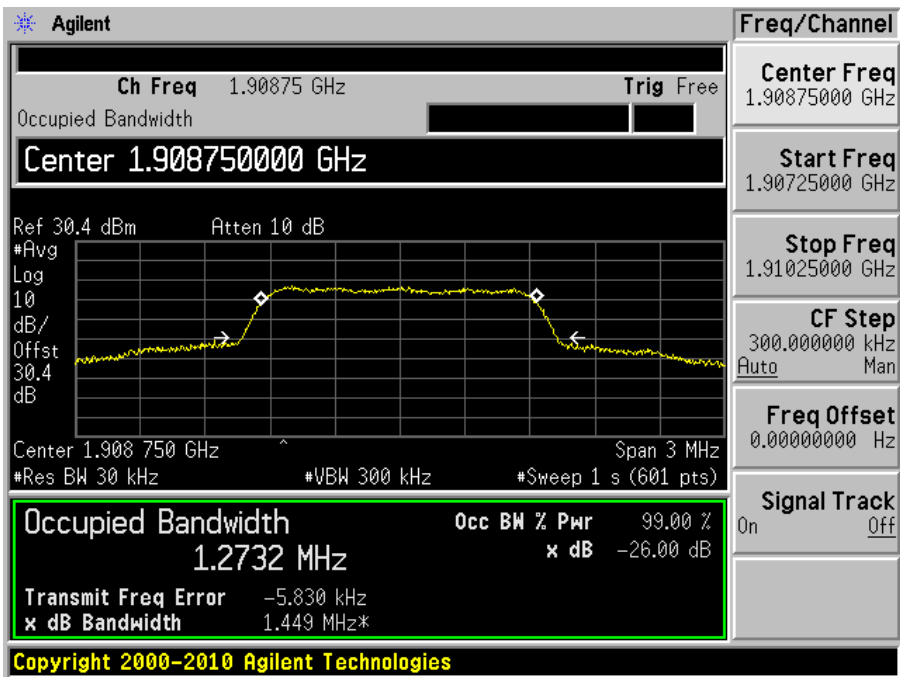 Agilent
Freq/Channel
Ch Freq 1.90875 GHz Trig Free
Occupied Bandwidth
Center 1.908750000 GHz
Ref 30.4 dBm Atten 10 dB
#Avg
Log
10
dB/
Offst
30.4
dB
Center 1.908 750 GHz ^ Span 3 MHz
#Res BW 30 kHz #VBW 300 kHz #Sweep 1 s (601 pts)
Occupied Bandwidth
1.2732 MHz
Occ BW % Pwr 99.00 %
x dB -26.00 dB
Transmit Freq Error -5.830 kHz
x dB Bandwidth 1.449 MHz*
Center Freq
1.90875000 GHz
Start Freq
1.90725000 GHz
Stop Freq
1.91025000 GHz
CF Step
300.000000 kHz
Auto Man
Freq Offset
0.00000000 Hz
Signal Track
On Off
Copyright 2000-2010 Agilent Technologies